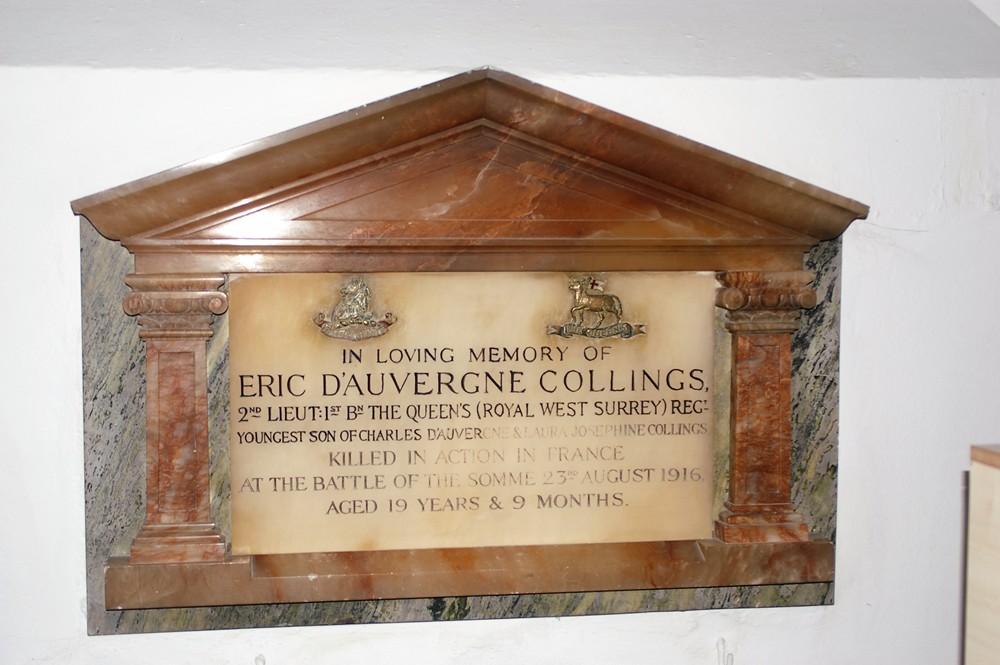 IN LOVING MEMORY OF
ERIC D'AUVERGNE COLLINGS,
2ND LIEUT: 1ST BN THE QUEEN'S (ROYAL WEST SURREY) REGT
YOUNGEST SON OF CHARLES D'AUVERGNE & LAURA JOSEPHINE COLLINGS
KILLED IN ACTION IN FRANCE
AT THE BATTLE OF THE SOMME 23RD AUGUST 1916,
AGED 19 YEARS & 9 MONTHS.